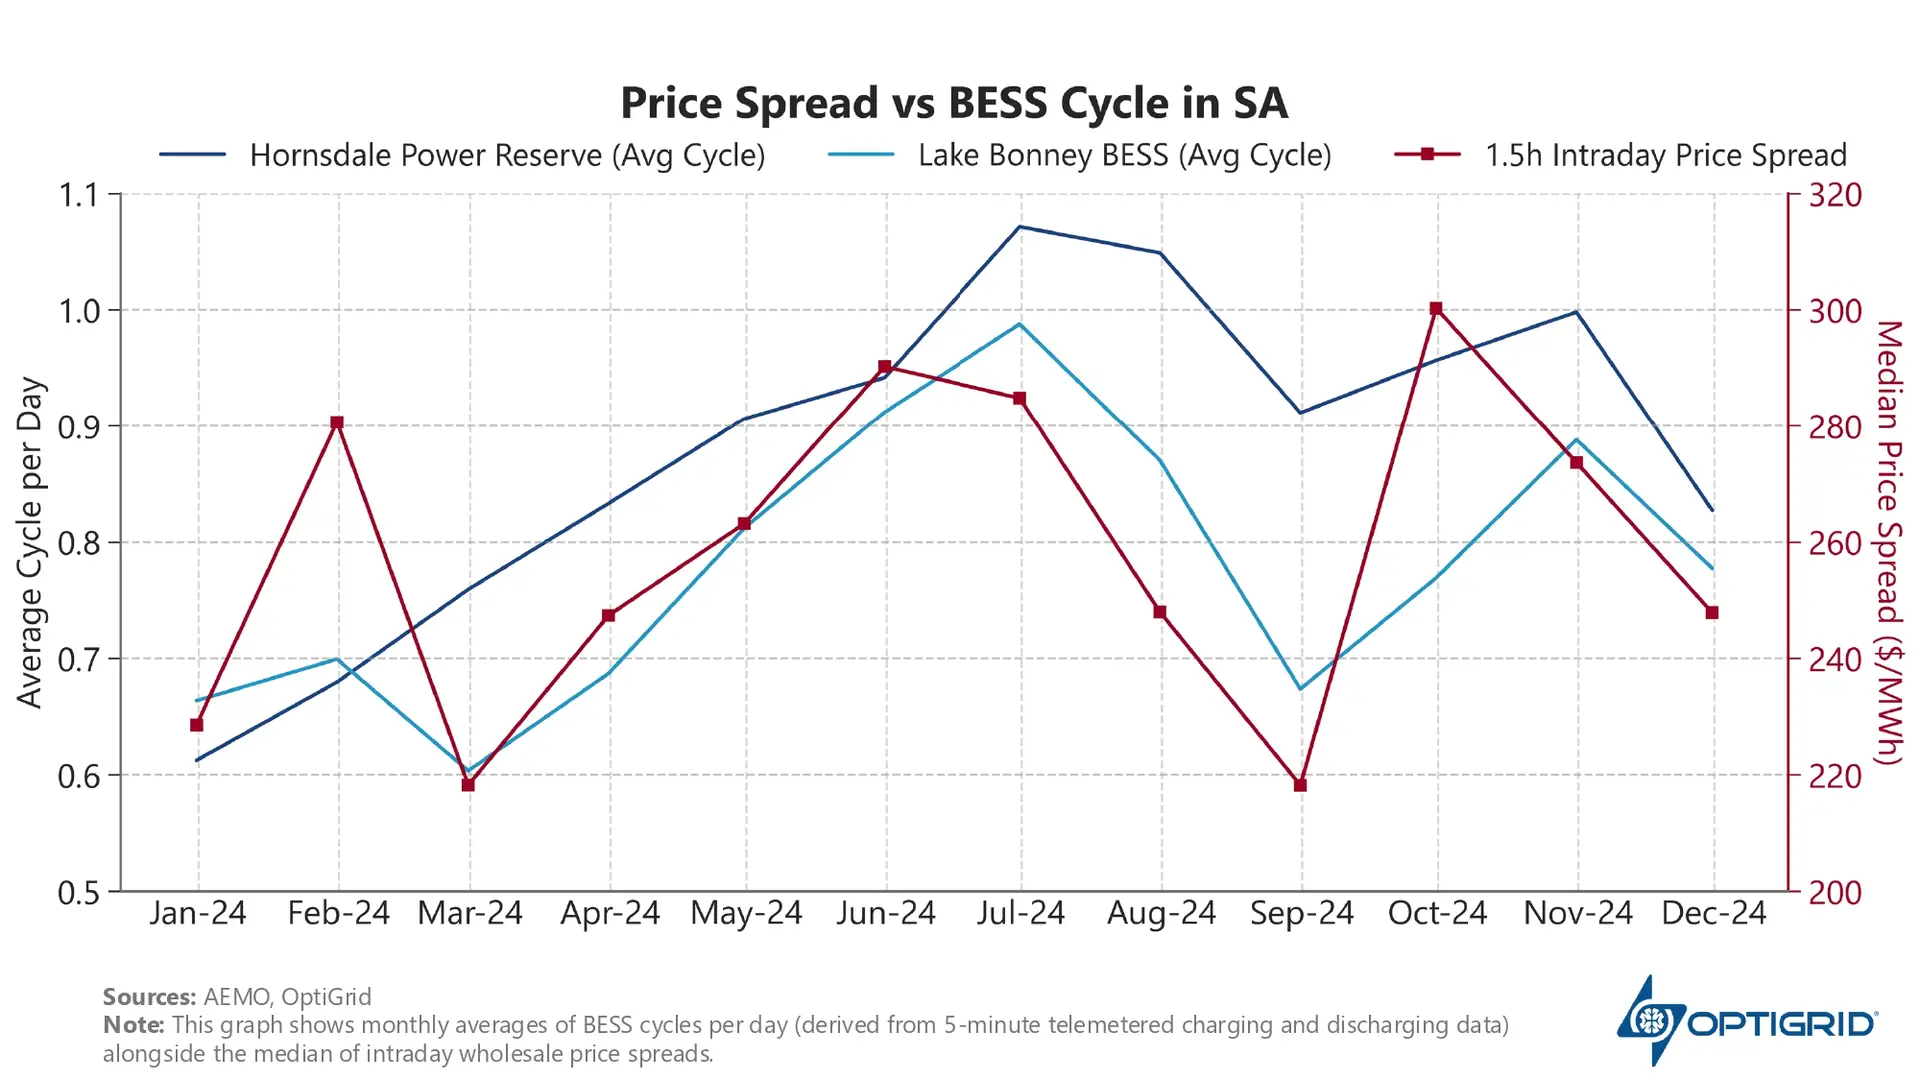 Price Spread vs BESS Cycle in SA
Hornsdale Power Reserve (Avg Cycle) Lake Bonney BESS (Avg Cycle) 1.5h Intraday Price Spread
1.1
1.0
0.9
0.8
0.7
0.6
0.5
Average Cycle per Day
320
300
280
260
240
220
200
Median Price Spread ($/MWh)
Jan-24 Feb-24 Mar-24 Apr-24 May-24 Jun-24 Jul-24 Aug-24 Sep-24 Oct-24 Nov-24 Dec-24
Sources: AEMO, OptiGrid
Note: This graph shows monthly averages of BESS cycles per day (derived from 5-minute telemetered charging and discharging data)
alongside the median of intraday wholesale price spreads.
OPTIGRID